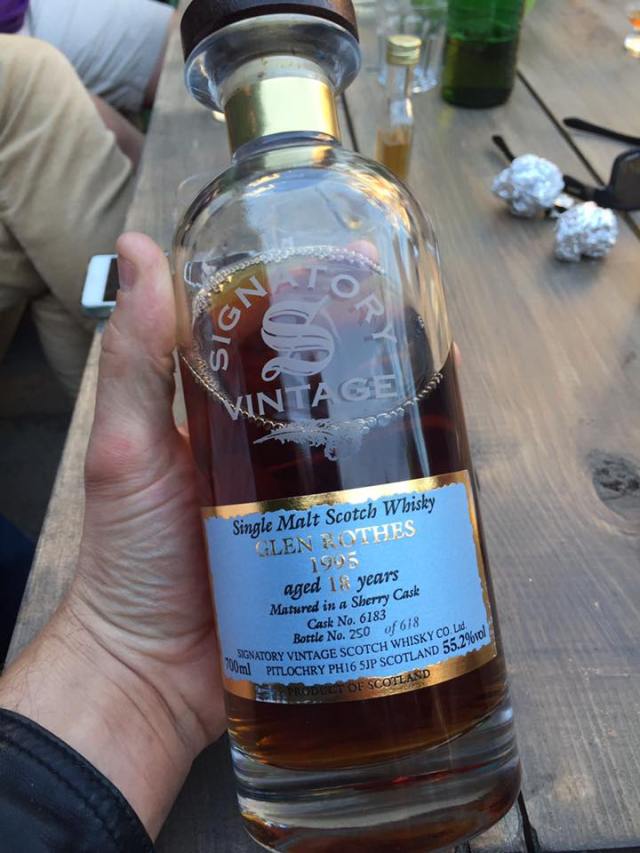 SIGNATORY
S
VINTAGE
Single Malt Scotch Whisky
GLEN ROTHES
1995
aged 18 years
Matured in a Sherry Cask
Cask No. 6183
Bottle No. 250 of 618
SIGNATORY VINTAGE SCOTCH WHISKY CO. Ltd.
700ml PITLOCHRY PH16 5JP SCOTLAND 55.2%vol
PRODUCT OF SCOTLAND